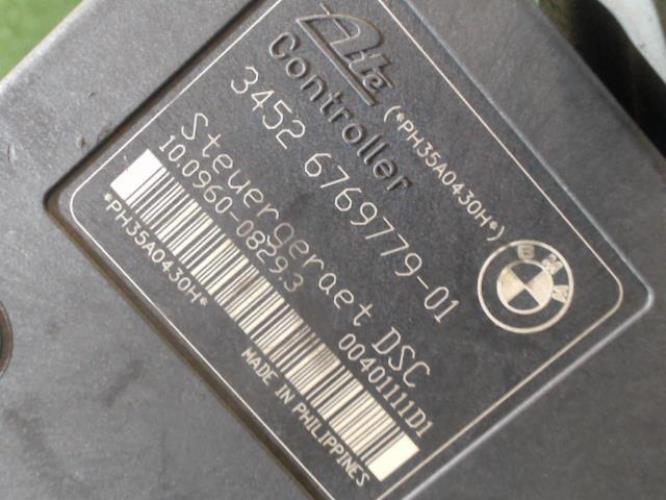 Ate
Controller
(*PH35A0430H*)
3452 6769779-01
BMW
Steuergeraet DSC
10.0960-0829.3
00401111D1
*PH35A0430H*
MADE IN PHILIPPINES